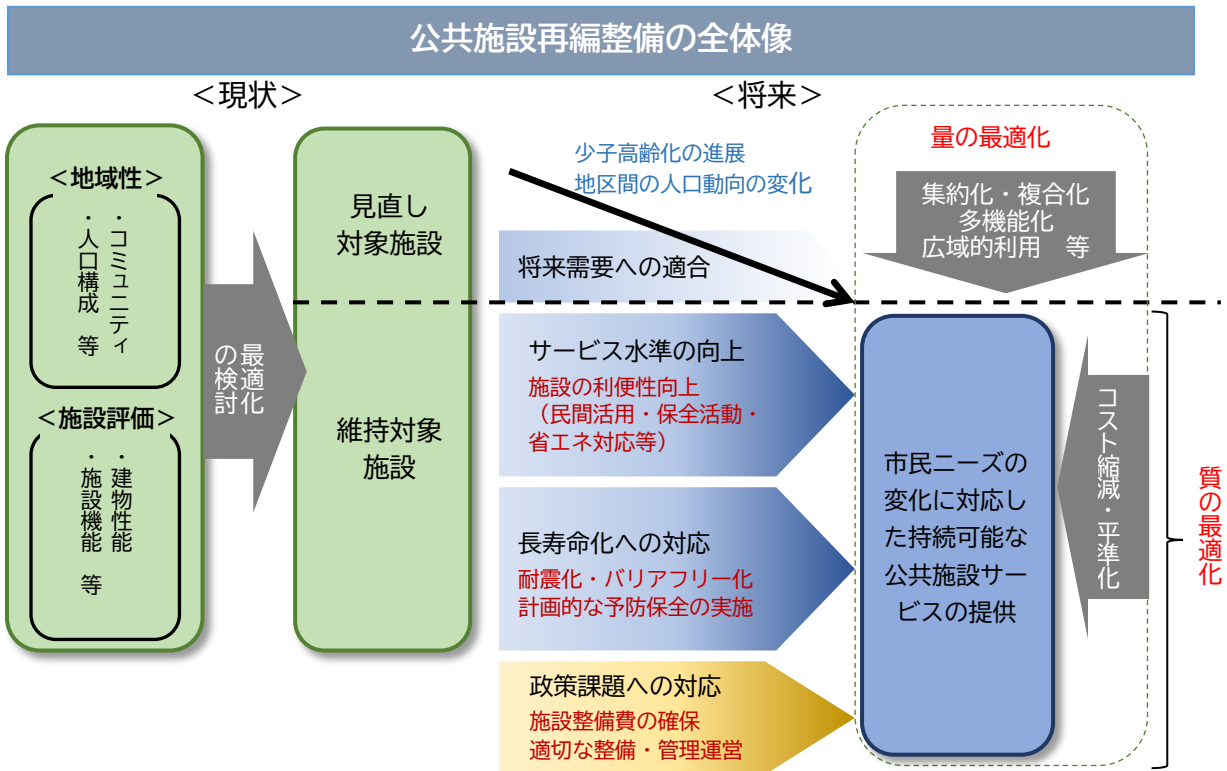 公共施設再編整備の全体像
＜現状＞
＜将来＞
＜地域性＞
・コミュニティ
・人口構成　等
＜施設評価＞
・建物性能
・施設機能　等
最適化
の検討
見直し
対象施設
維持対象
施設
少子高齢化の進展
地区間の人口動向の変化
将来需要への適合
サービス水準の向上
施設の利便性向上
（民間活用・保全活動・
省エネ対応等）
長寿命化への対応
耐震化・バリアフリー化
計画的な予防保全の実施
政策課題への対応
施設整備費の確保
適切な整備・管理運営
量の最適化
集約化・複合化
多機能化
広域的利用　等
市民ニーズの
変化に対応し
た持続可能な
公共施設サー
ビスの提供
コスト縮減・平準化
質の最適化